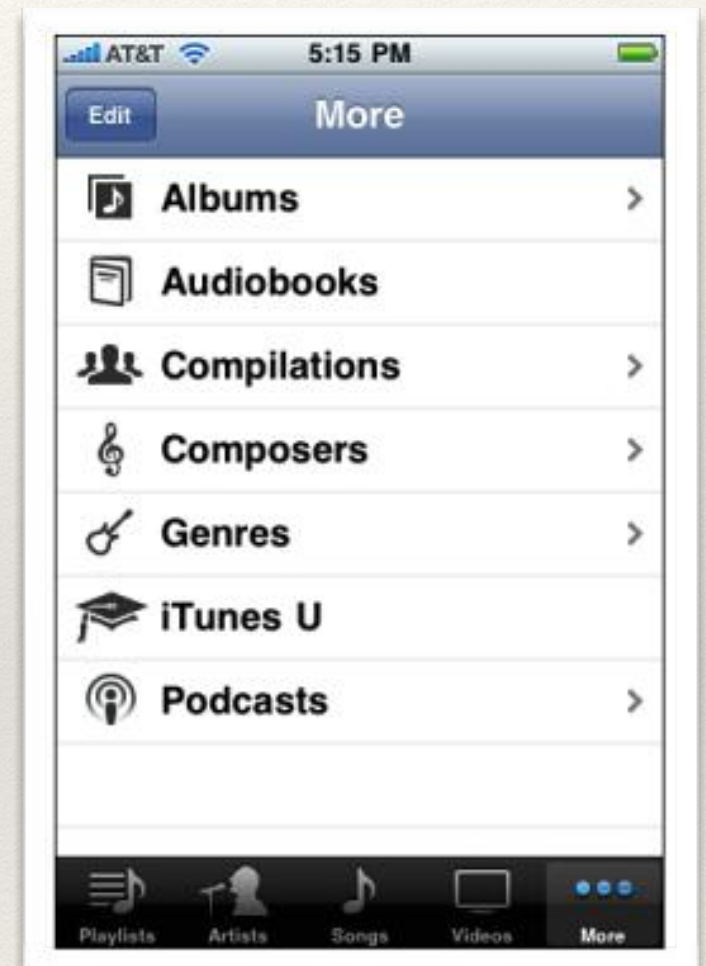 AT&T 5:15 PM
Edit More
Albums
Audiobooks
Compilations
Composers
Genres
iTunes U
Podcasts
Playlists Artists Songs Videos More